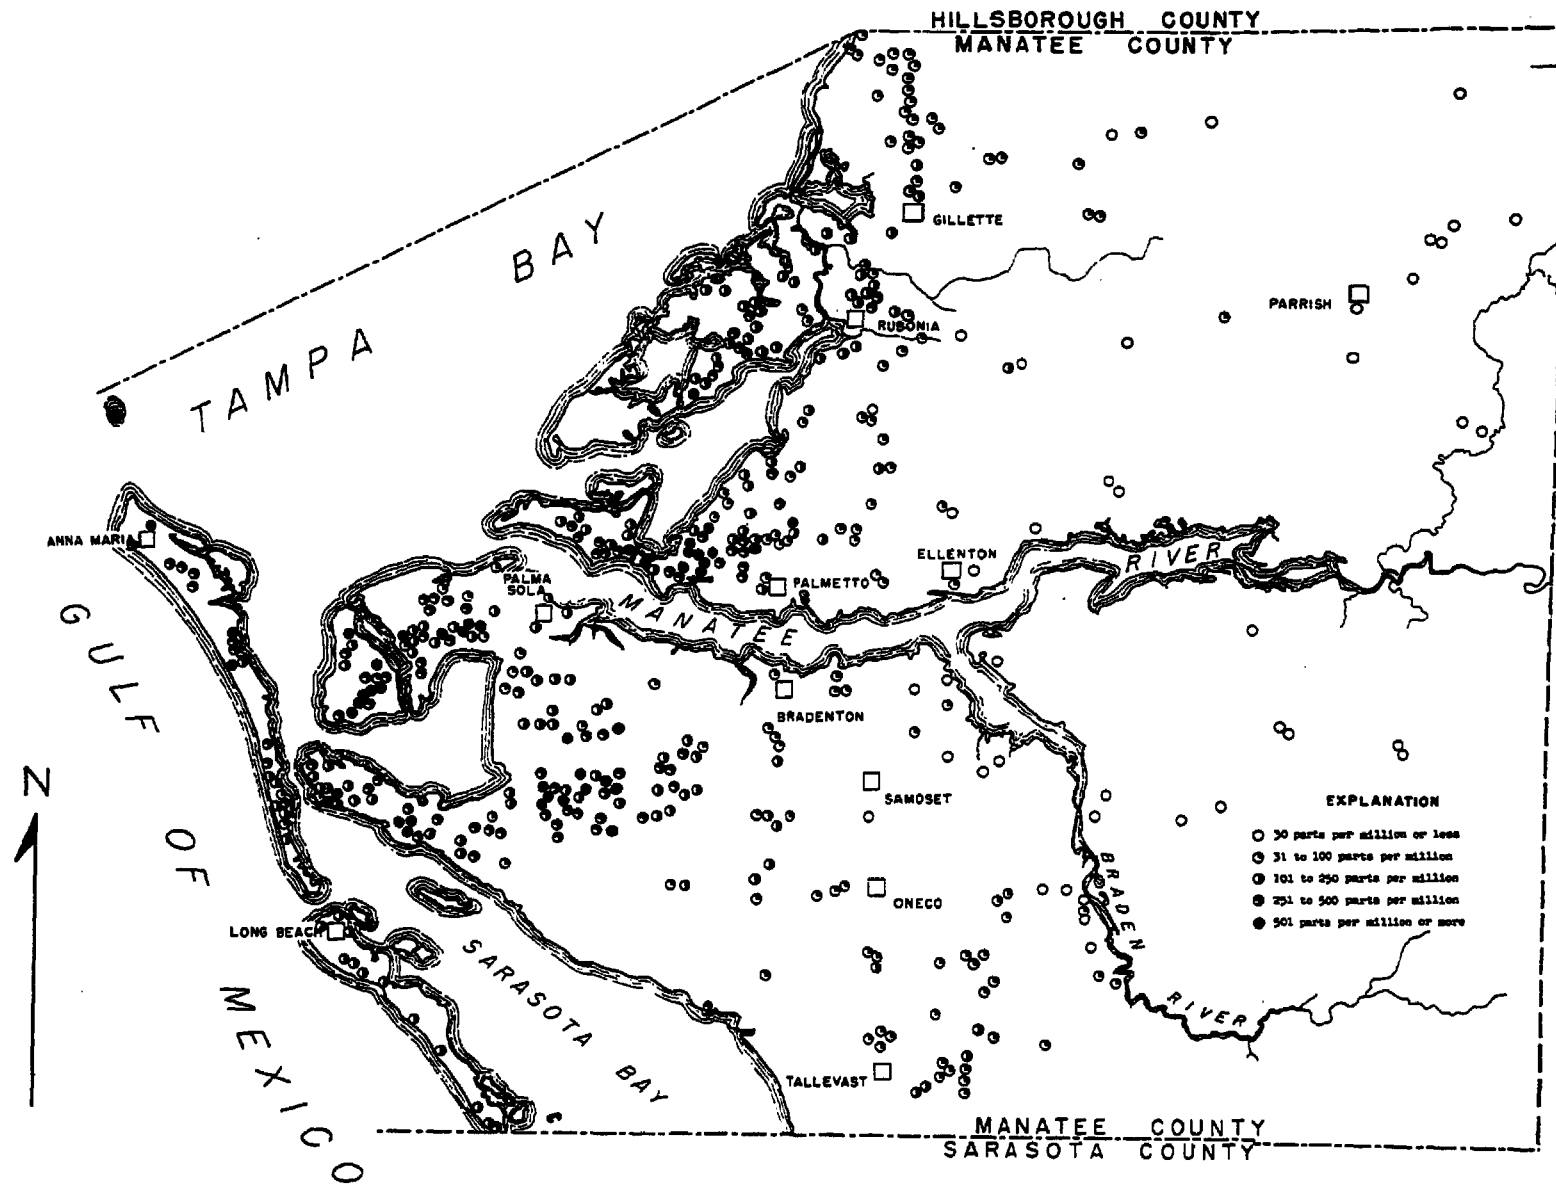 HILLSBOROUGH COUNTY
MANATEE COUNTY
TAMPA BAY
GILLETTE
PARRISH
RUBONIA
ANNA MARIA
PALMA
SOLA
ELLENTON
PALMETTO
MANATEE RIVER
BRADENTON
SAMOSET
ONECO
TALLEVAST
LONG BEACH
GULF OF MEXICO
SARASOTA BAY
BRADEN RIVER
N
EXPLANATION
30 parts per million or less
31 to 100 parts per million
101 to 250 parts per million
251 to 500 parts per million
501 parts per million or more
MANATEE COUNTY
SARASOTA COUNTY